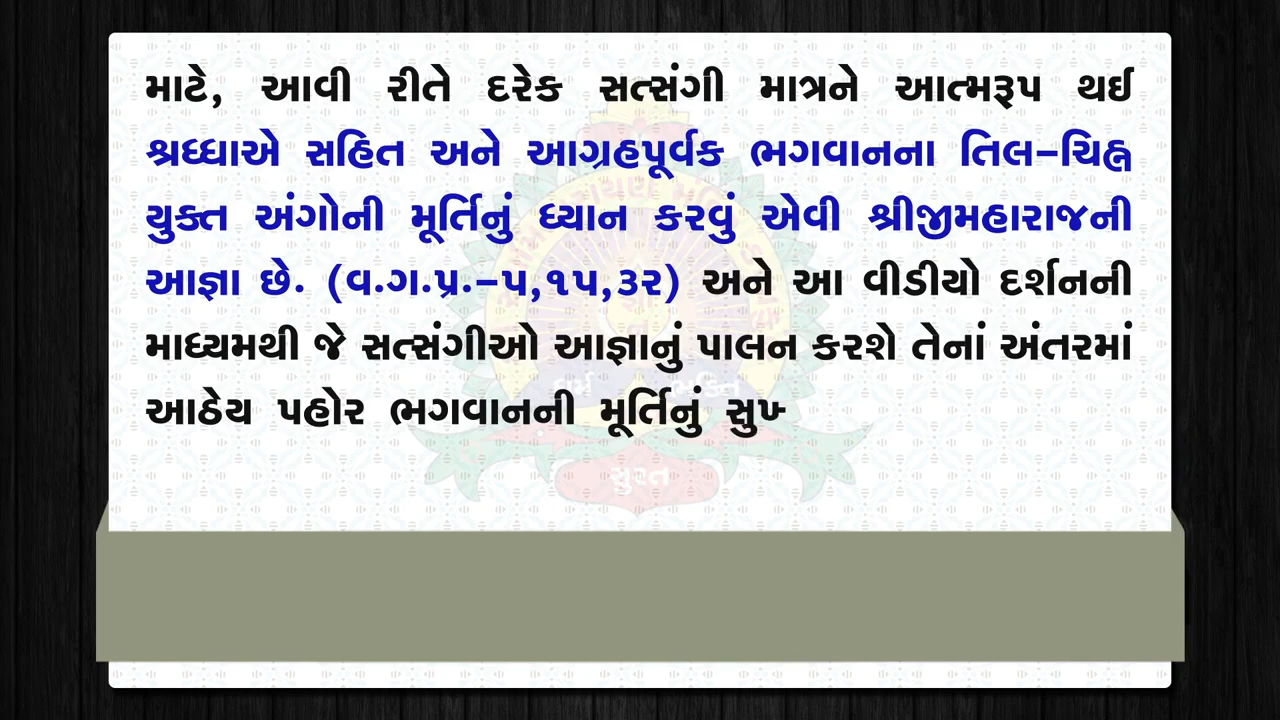 માટે, આવી રીતે દરેક સત્સંગી માત્રને આત્મરૂપ થઈ
શ્રધ્ધાએ સહિત અને આગ્રહપૂર્વક ભગવાનના તિલ-ચિહ્ન
યુક્ત અંગોની મૂર્તિનું ધ્યાન કરવું એવી શ્રીજીમહારાજની
આજ્ઞા છે. (વ.ગ.પ્ર.-૫,૧૫,૩૨) અને આ વીડીયો દર્શનની
માધ્યમથી જે સત્સંગીઓ આજ્ઞાનું પાલન કરશે તેનાં અંતરમાં
આઠેય પહોર ભગવાનની મૂર્તિનું સુખ
સુરત